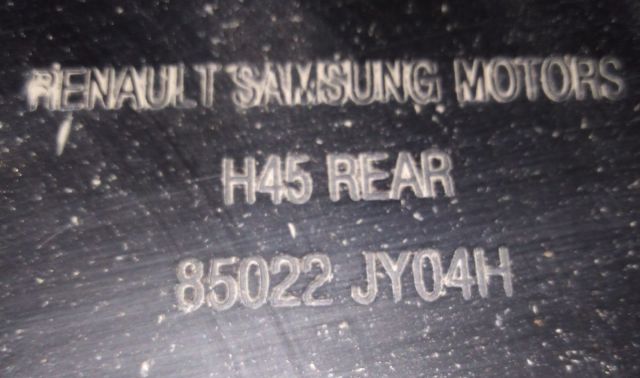 RENAULT SAMSUNG MOTORS
H45 REAR
85022 JY04H